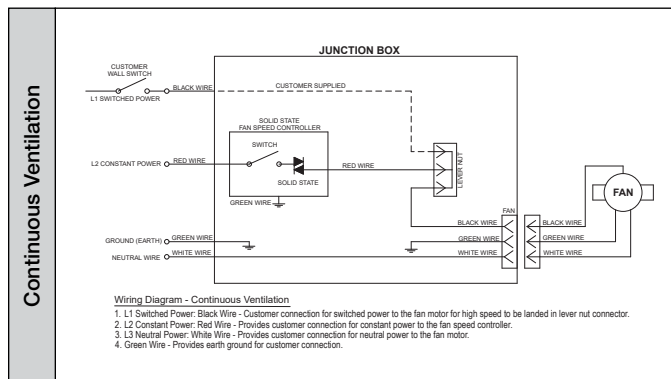 Continuous Ventilation
JUNCTION BOX
CUSTOMER
WALL SWITCH
L1 SWITCHED POWER
BLACK WIRE
CUSTOMER SUPPLIED
SOLID STATE
FAN SPEED CONTROLLER
SWITCH
L2 CONSTANT POWER
RED WIRE
SOLID STATE
RED WIRE
LEVER NUT
GREEN WIRE
FAN
FAN
BLACK WIRE
BLACK WIRE
GROUND (EARTH)
GREEN WIRE
GREEN WIRE
GREEN WIRE
NEUTRAL WIRE
WHITE WIRE
WHITE WIRE
WHITE WIRE
Wiring Diagram - Continuous Ventilation
1. L1 Switched Power: Black Wire - Customer connection for switched power to the fan motor for high speed to be landed in lever nut connector.
2. L2 Constant Power: Red Wire - Provides customer connection for constant power to the fan speed controller.
3. L3 Neutral Power: White Wire - Provides customer connection for neutral power to the fan motor.
4. Green Wire - Provides earth ground for customer connection.